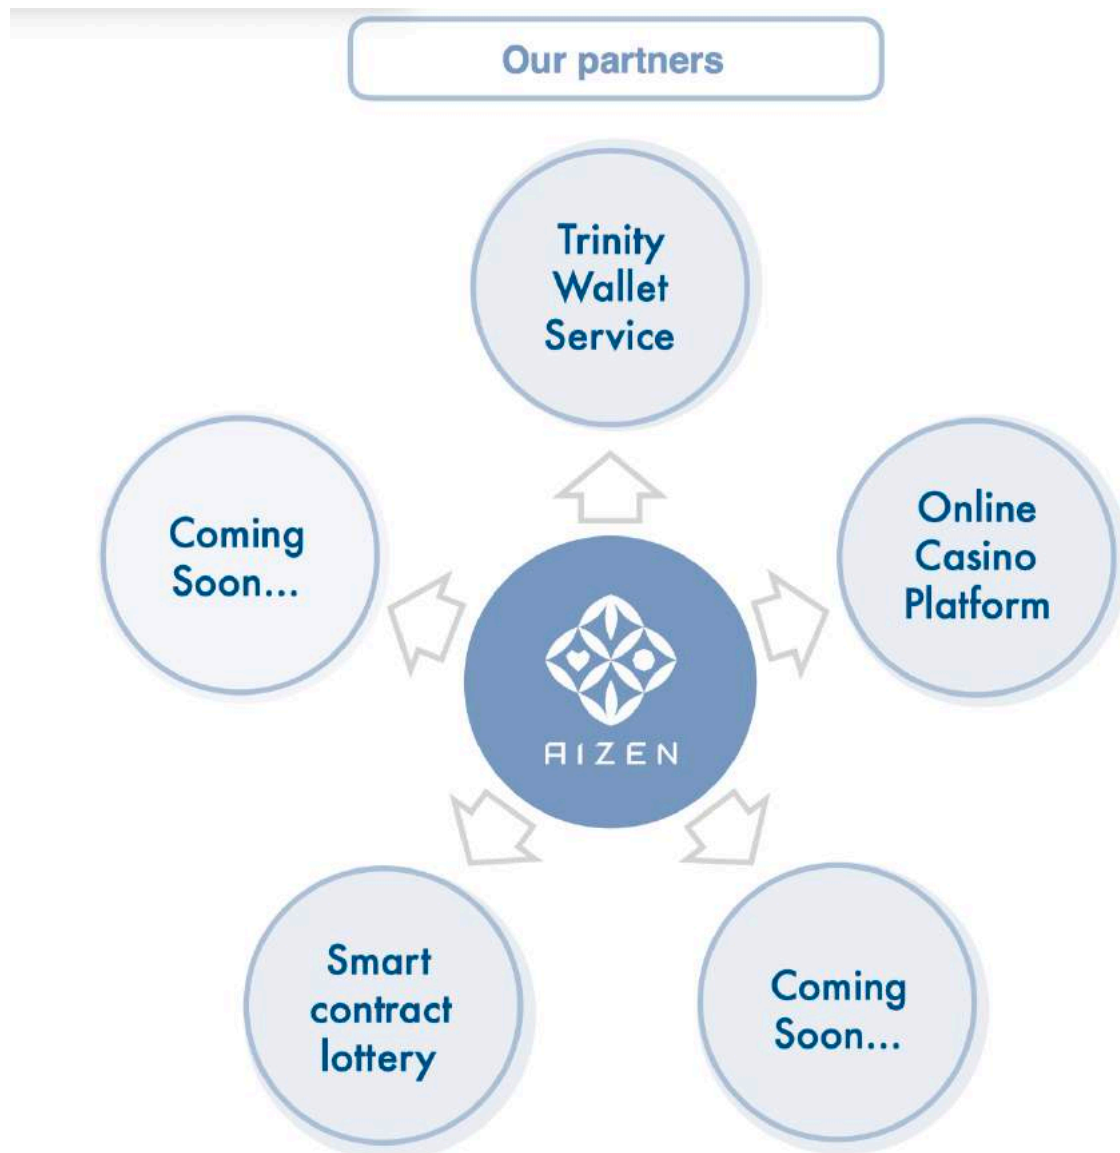 Our partners
Trinity
Wallet
Service
Coming
Soon...
Online
Casino
Platform
AIZEN
Smart
contract
lottery
Coming
Soon...